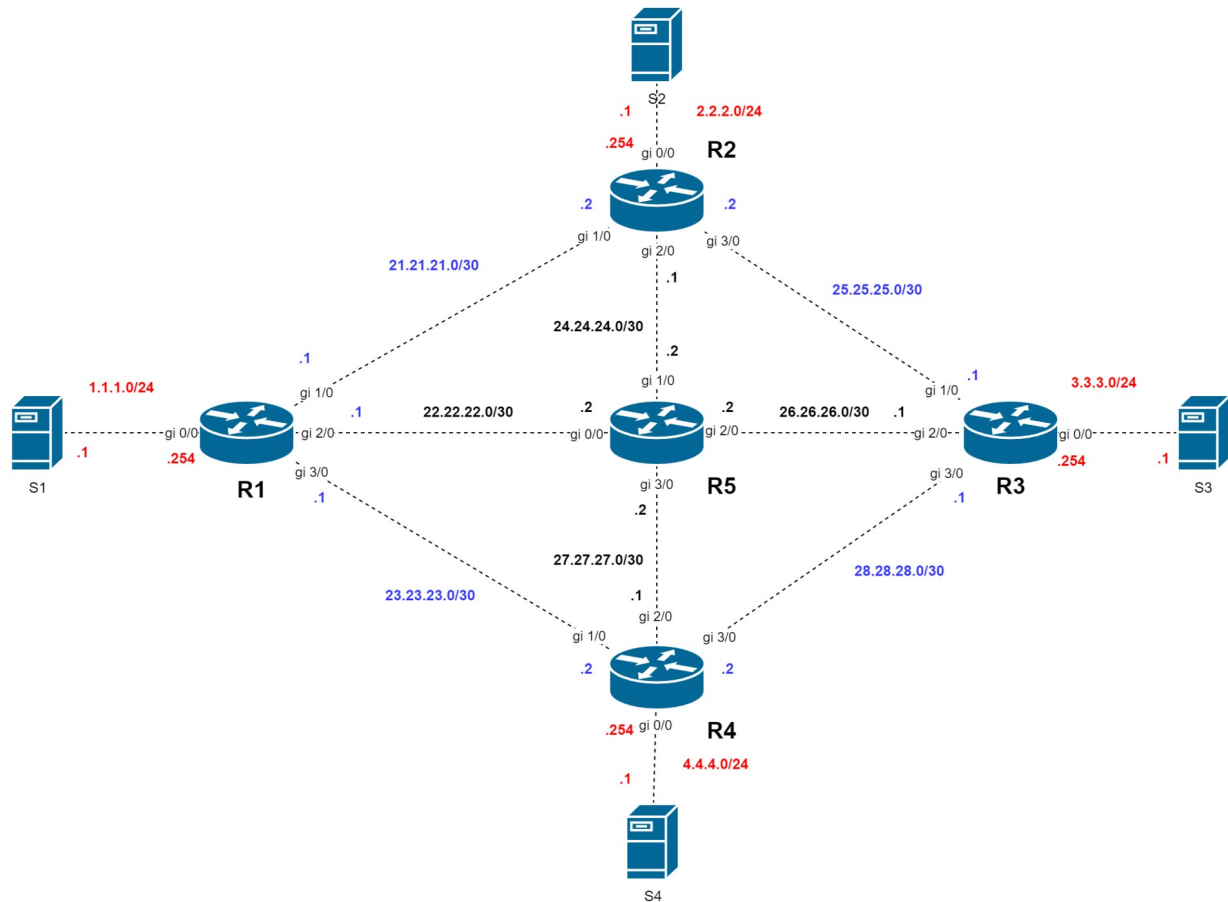 S2
.1 2.2.2.0/24
.254
gi 0/0
R2
.2 .2
gi 1/0 gi 3/0
gi 2/0
21.21.21.0/30
.1
25.25.25.0/30
24.24.24.0/30
.2
.1
.1
gi 1/0
gi 1/0
gi 1/0
1.1.1.0/24
3.3.3.0/24
.1
22.22.22.0/30
.2
.2
26.26.26.0/30
.1
gi 0/0
gi 2/0
gi 0/0
gi 2/0
gi 2/0
gi 0/0
.1
.254
.254
.1
S1
R1
gi 3/0
.1
R5
gi 3/0
.2
R3
gi 3/0
.1
S3
27.27.27.0/30
28.28.28.0/30
23.23.23.0/30
.1
gi 2/0
gi 1/0 gi 3/0
.2 .2
R4
.254
gi 0/0
4.4.4.0/24
.1
S4